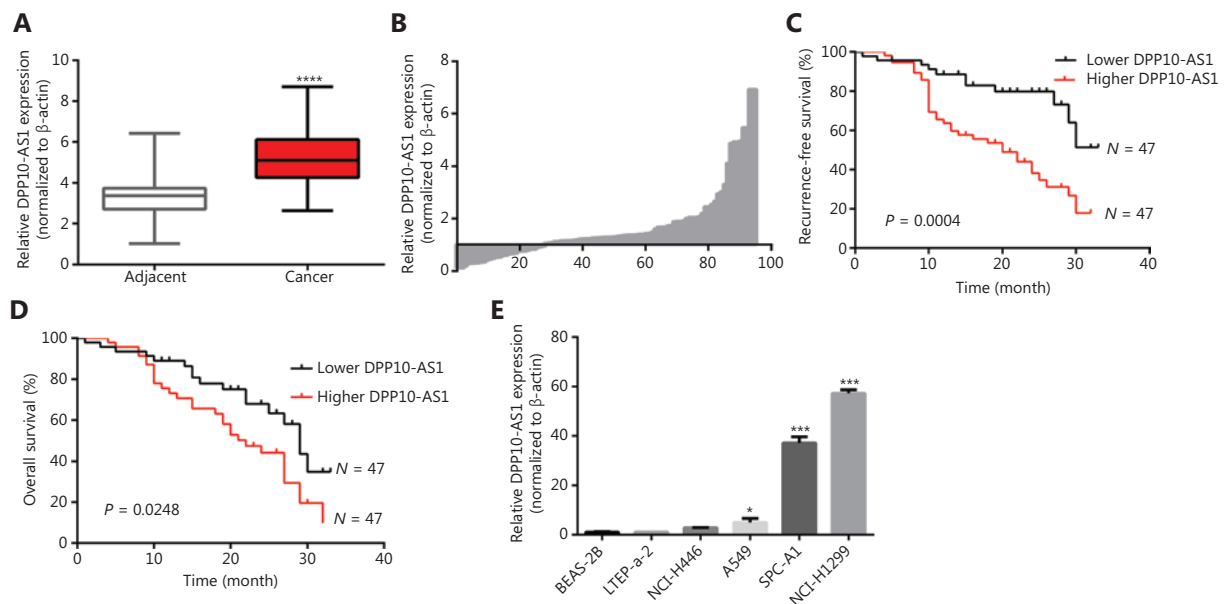 A
Relative DPP10-AS1 expression
(normalized to β-actin)
10
8
6
4
2
0
****
Adjacent
Cancer
B
Relative DPP10-AS1 expression
(normalized to β-actin)
8
6
4
2
0
20
40
60
80
100
C
Recurrence-free survival (%)
100
80
60
40
20
0
Lower DPP10-AS1
Higher DPP10-AS1
N = 47
N = 47
P = 0.0004
0
10
20
30
40
Time (month)
D
Overall survival (%)
100
80
60
40
20
0
Lower DPP10-AS1
Higher DPP10-AS1
N = 47
N = 47
P = 0.0248
0
10
20
30
40
Time (month)
E
Relative DPP10-AS1 expression
(normalized to β-actin)
80
60
40
20
0
*
***
***
BEAS-2B
LTEP-a-2
NCI-H446
A549
SPC-A1
NCI-H1299